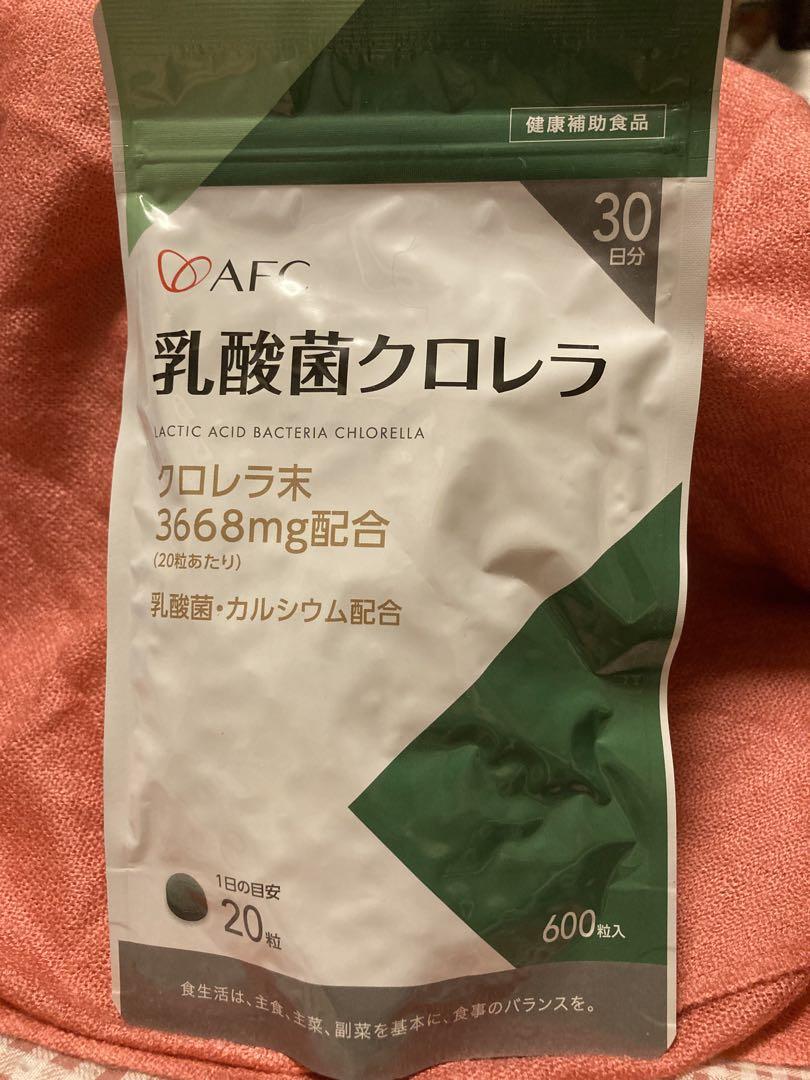 健康補助食品
30
日分
AFC
乳酸菌クロレラ
LACTIC ACID BACTERIA CHLORELLA
クロレラ末
3668mg配合
(20粒あたり)
乳酸菌・カルシウム配合
1日の目安
20粒
600粒入
食生活は、主食、主菜、副菜を基本に、食事のバランスを。